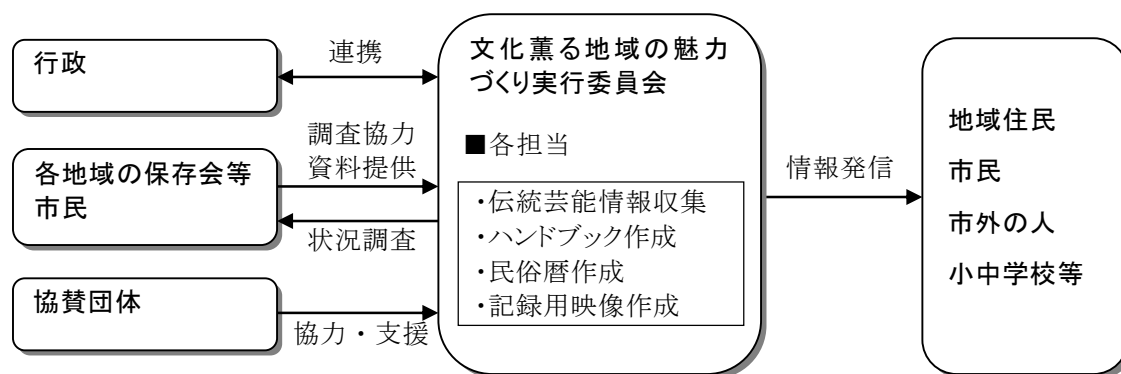 行政
連携
各地域の保存会等
市民
調査協力
資料提供
状況調査
協賛団体
協力・支援
文化薫る地域の魅力
づくり実行委員会
■各担当
・伝統芸能情報収集
・ハンドブック作成
・民俗暦作成
・記録用映像作成
情報発信
地域住民
市民
市外の人
小中学校等